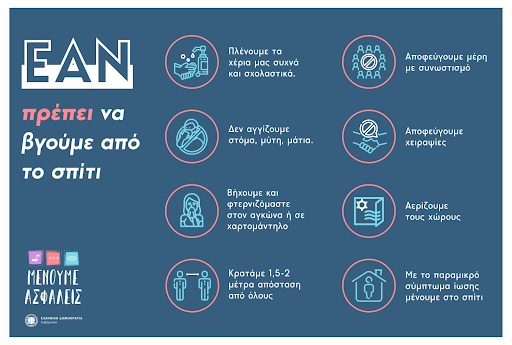 ΕΑΝ
πρέπει να
βγούμε από
το σπίτι
ΜΕΝΟΥΜΕ
ΑΣΦΑΛΕΙΣ
ΕΛΛΗΝΙΚΗ ΔΗΜΟΚΡΑΤΙΑ
Κυβέρνηση
Πλένουμε τα
χέρια μας συχνά
και σχολαστικά.
Δεν αγγίζουμε
στόμα, μύτη, μάτια.
Βήχουμε και
φτερνιζόμαστε
στον αγκώνα ή σε
χαρτομάντηλο
Κρατάμε 1,5-2
μέτρα απόσταση
από όλους
Αποφεύγουμε μέρη
με συνωστισμό
Αποφεύγουμε
χειραψίες
Αερίζουμε
τους χώρους
Με το παραμικρό
σύμπτωμα ίωσης
μένουμε στο σπίτι